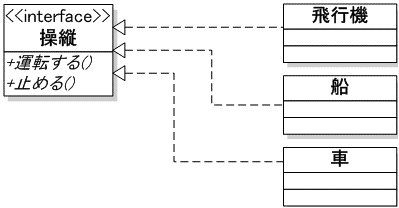 <<interface>>
操縦
+運転する()
+止める()
飛行機
船
車